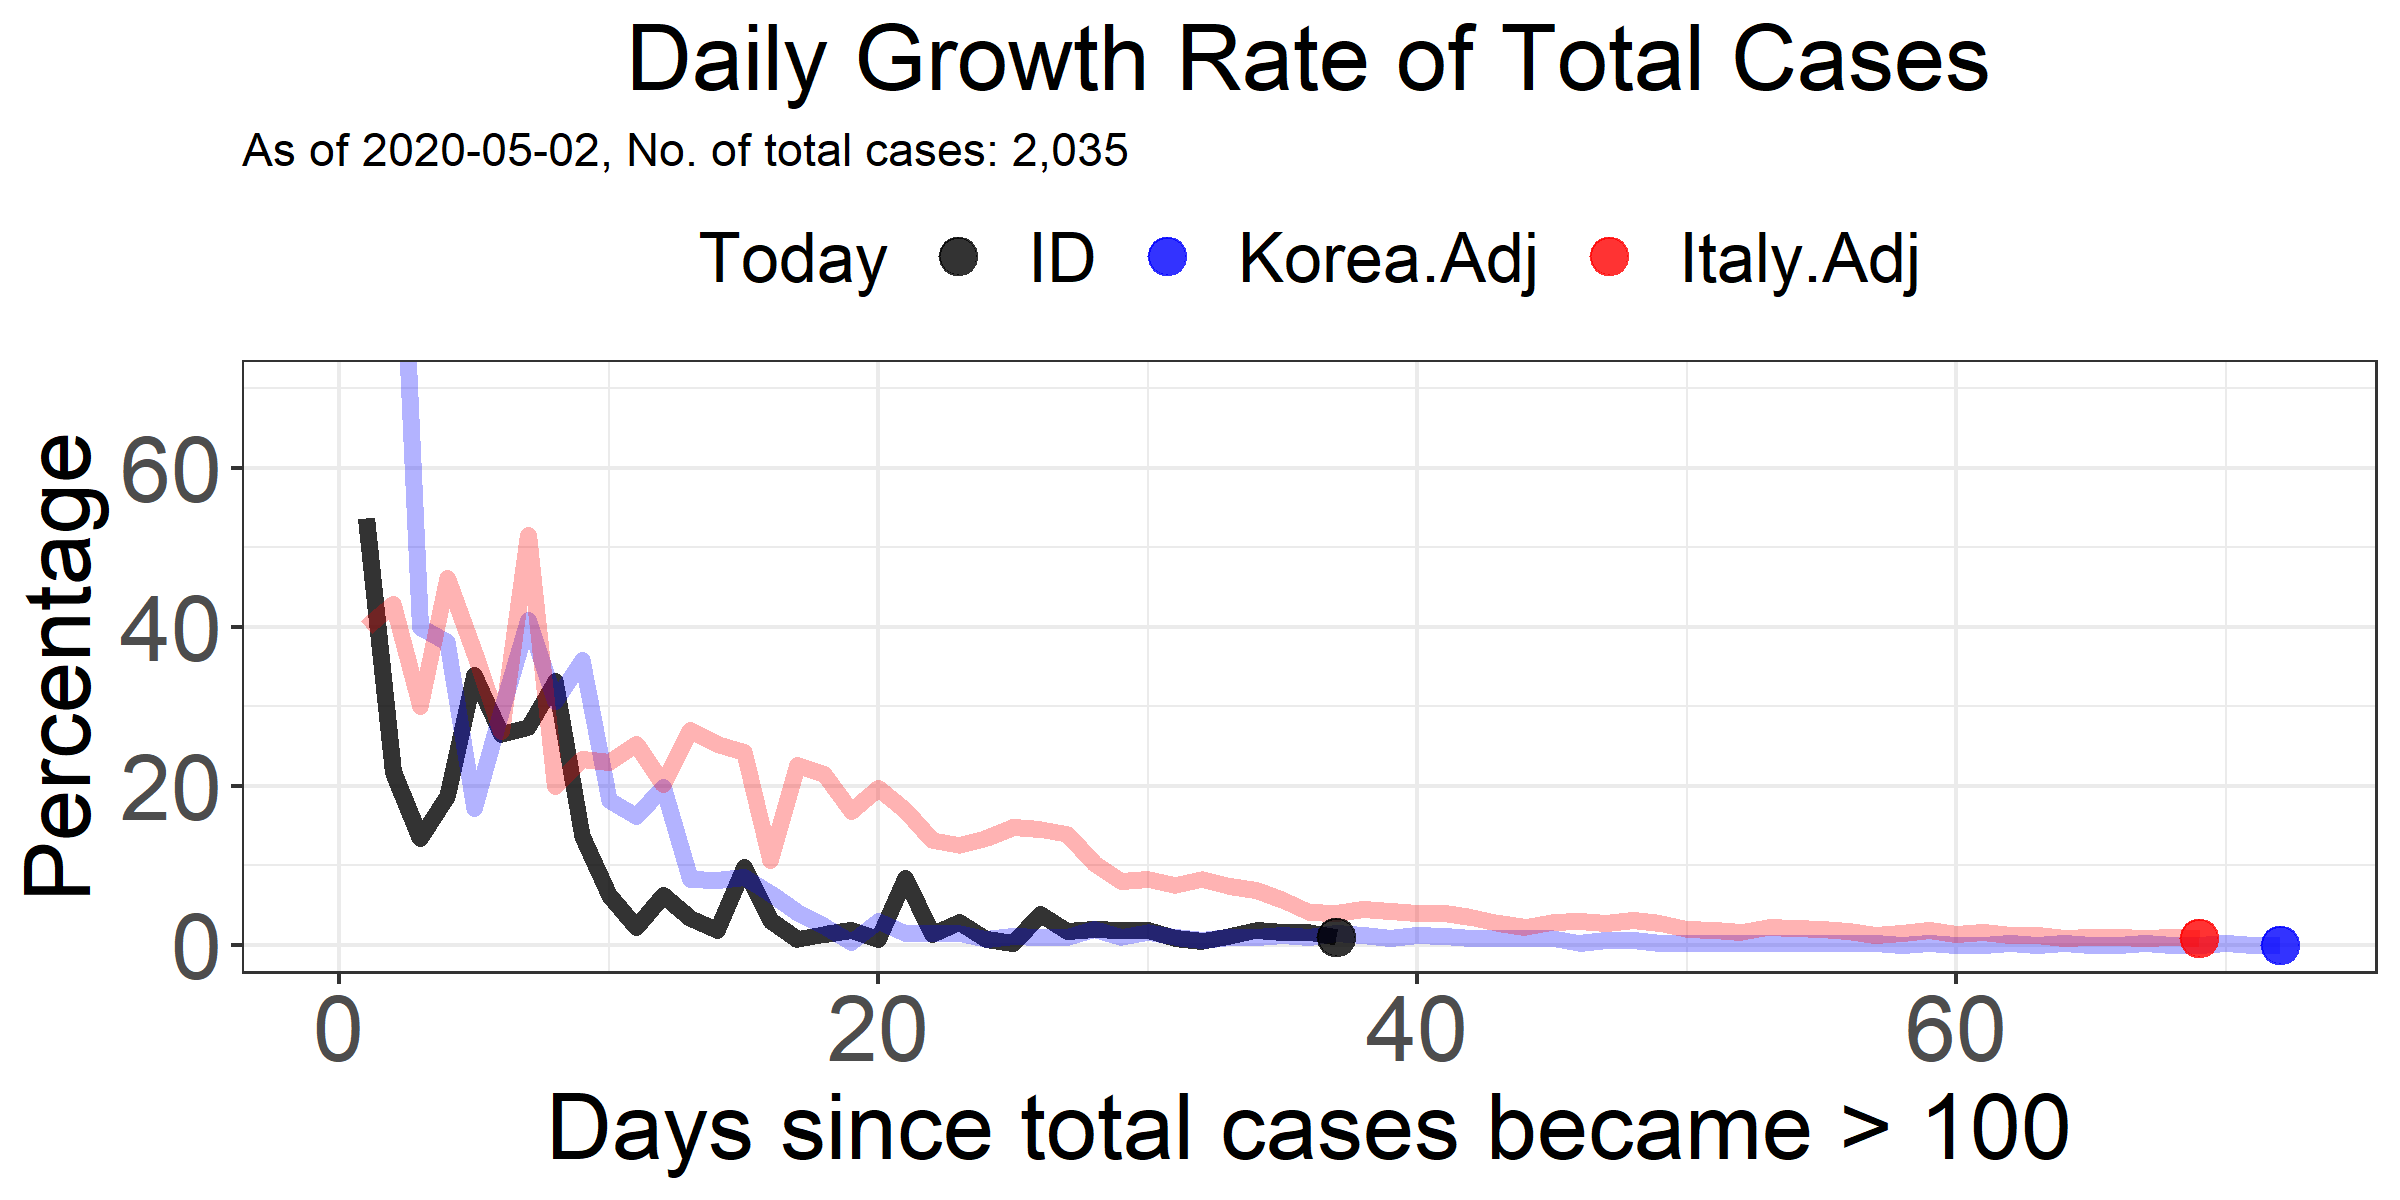 Daily Growth Rate of Total Cases
As of 2020-05-02, No. of total cases: 2,035
Today ID Korea.Adj Italy.Adj
Percentage
60
40
20
0
0 20 40 60
Days since total cases became > 100